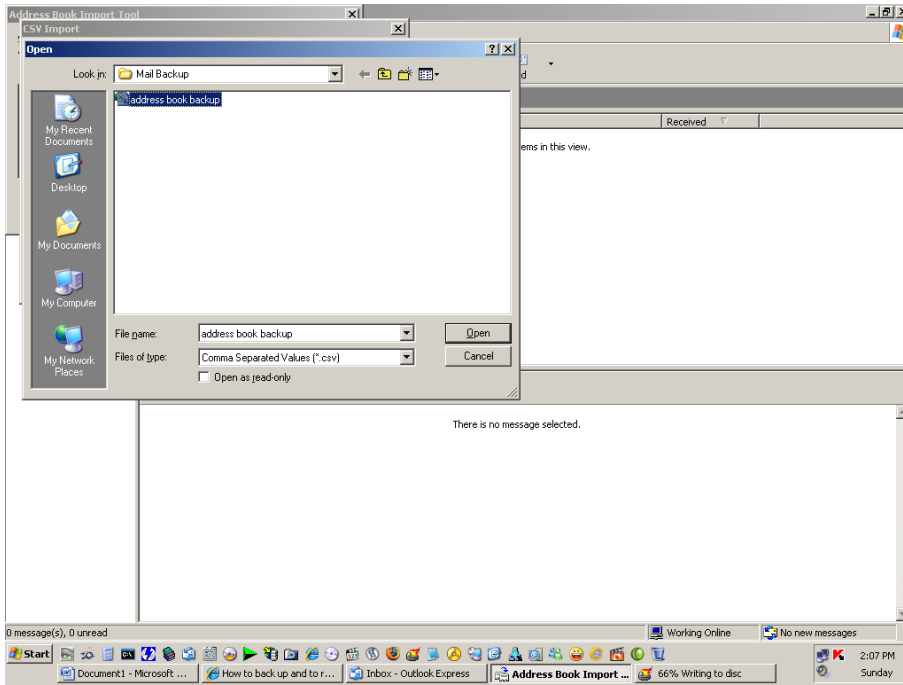 Address Book Import Tool
CSV Import
Open
Look in: Mail Backup
address book backup
My Recent Documents
Desktop
My Documents
My Computer
My Network Places
File name: address book backup Open
Files of type: Comma Separated Values (*.csv) Cancel
Open as read-only
Received
ems in this view.
There is no message selected.
0 message(s), 0 unread Working Online No new messages
Start 2:07 PM
Document1 - Microsoft ... How to back up and to r... Inbox - Outlook Express Address Book Import ... 66% Writing to disc Sunday